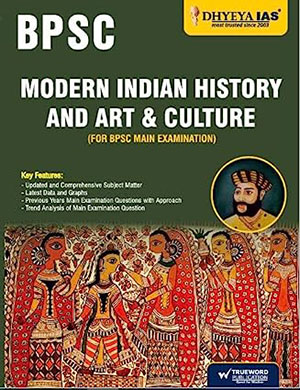 BPSC
DHYEYA IAS®
most trusted since 2003
MODERN INDIAN HISTORY
AND ART & CULTURE
(FOR BPSC MAIN EXAMINATION)
Key Features:
- Updated and Comprehensive Subject Matter
- Latest Data and Graphs
- Previous Years Main Examination Questions with Approach
- Trend Analysis of Main Examination Question
TRUEWORD
PUBLICATION